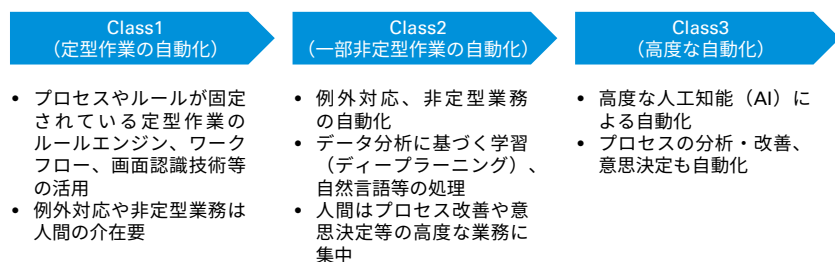 Class1
（定型作業の自動化）
• プロセスやルールが固定
されている定型作業の
ルールエンジン、ワーク
フロー、画面認識技術等
の活用
• 例外対応や非定型業務は
人間の介在要
Class2
（一部非定型作業の自動化）
• 例外対応、非定型業務
の自動化
• データ分析に基づく学習
（ディープラーニング）、
自然言語等の処理
• 人間はプロセス改善や意
思決定等の高度な業務に
集中
Class3
（高度な自動化）
• 高度な人工知能（AI）に
よる自動化
• プロセスの分析・改善、
意思決定も自動化